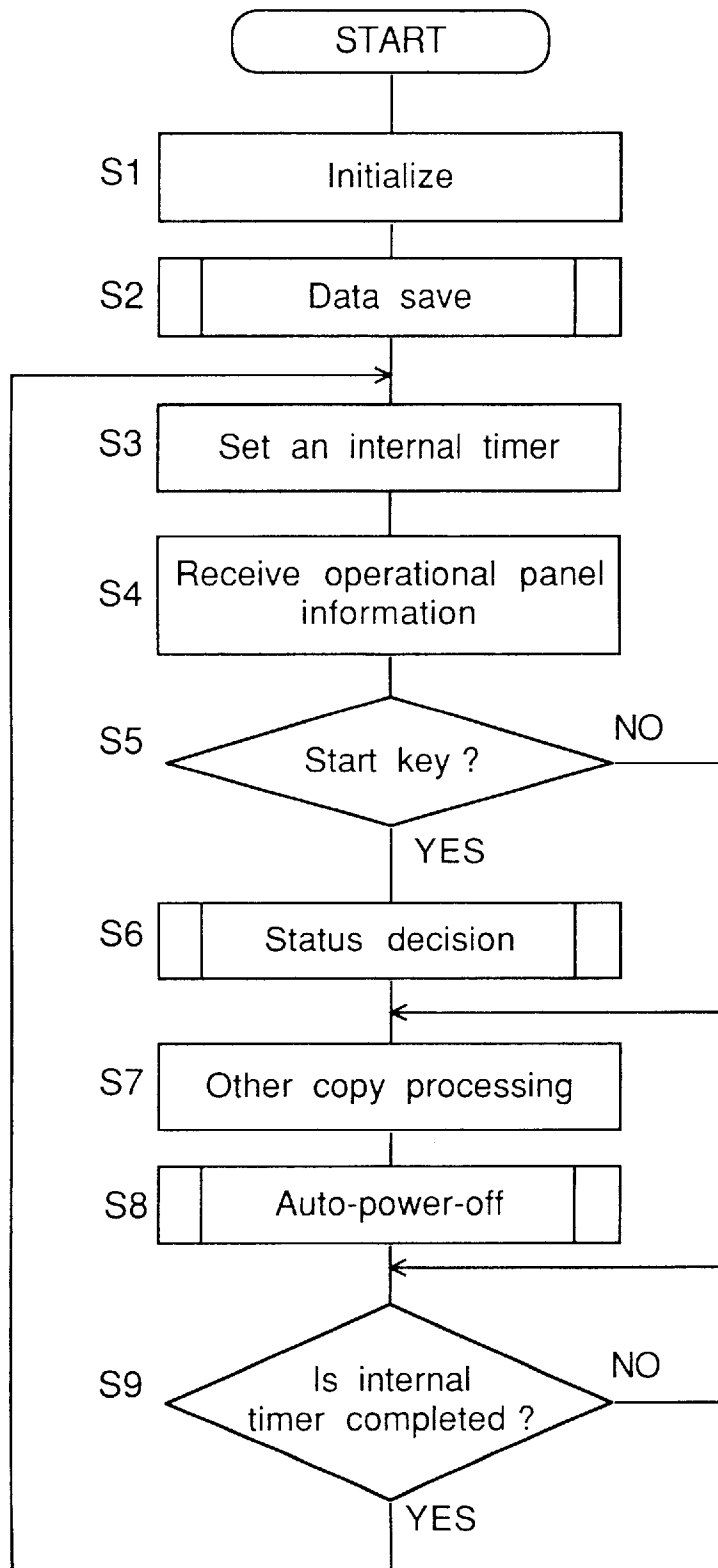 START
S1 Initialize
S2 Data save
S3 Set an internal timer
S4 Receive operational panel
information
S5 Start key ?
NO
YES
S6 Status decision
S7 Other copy processing
S8 Auto-power-off
S9 Is internal
timer completed ?
NO
YES